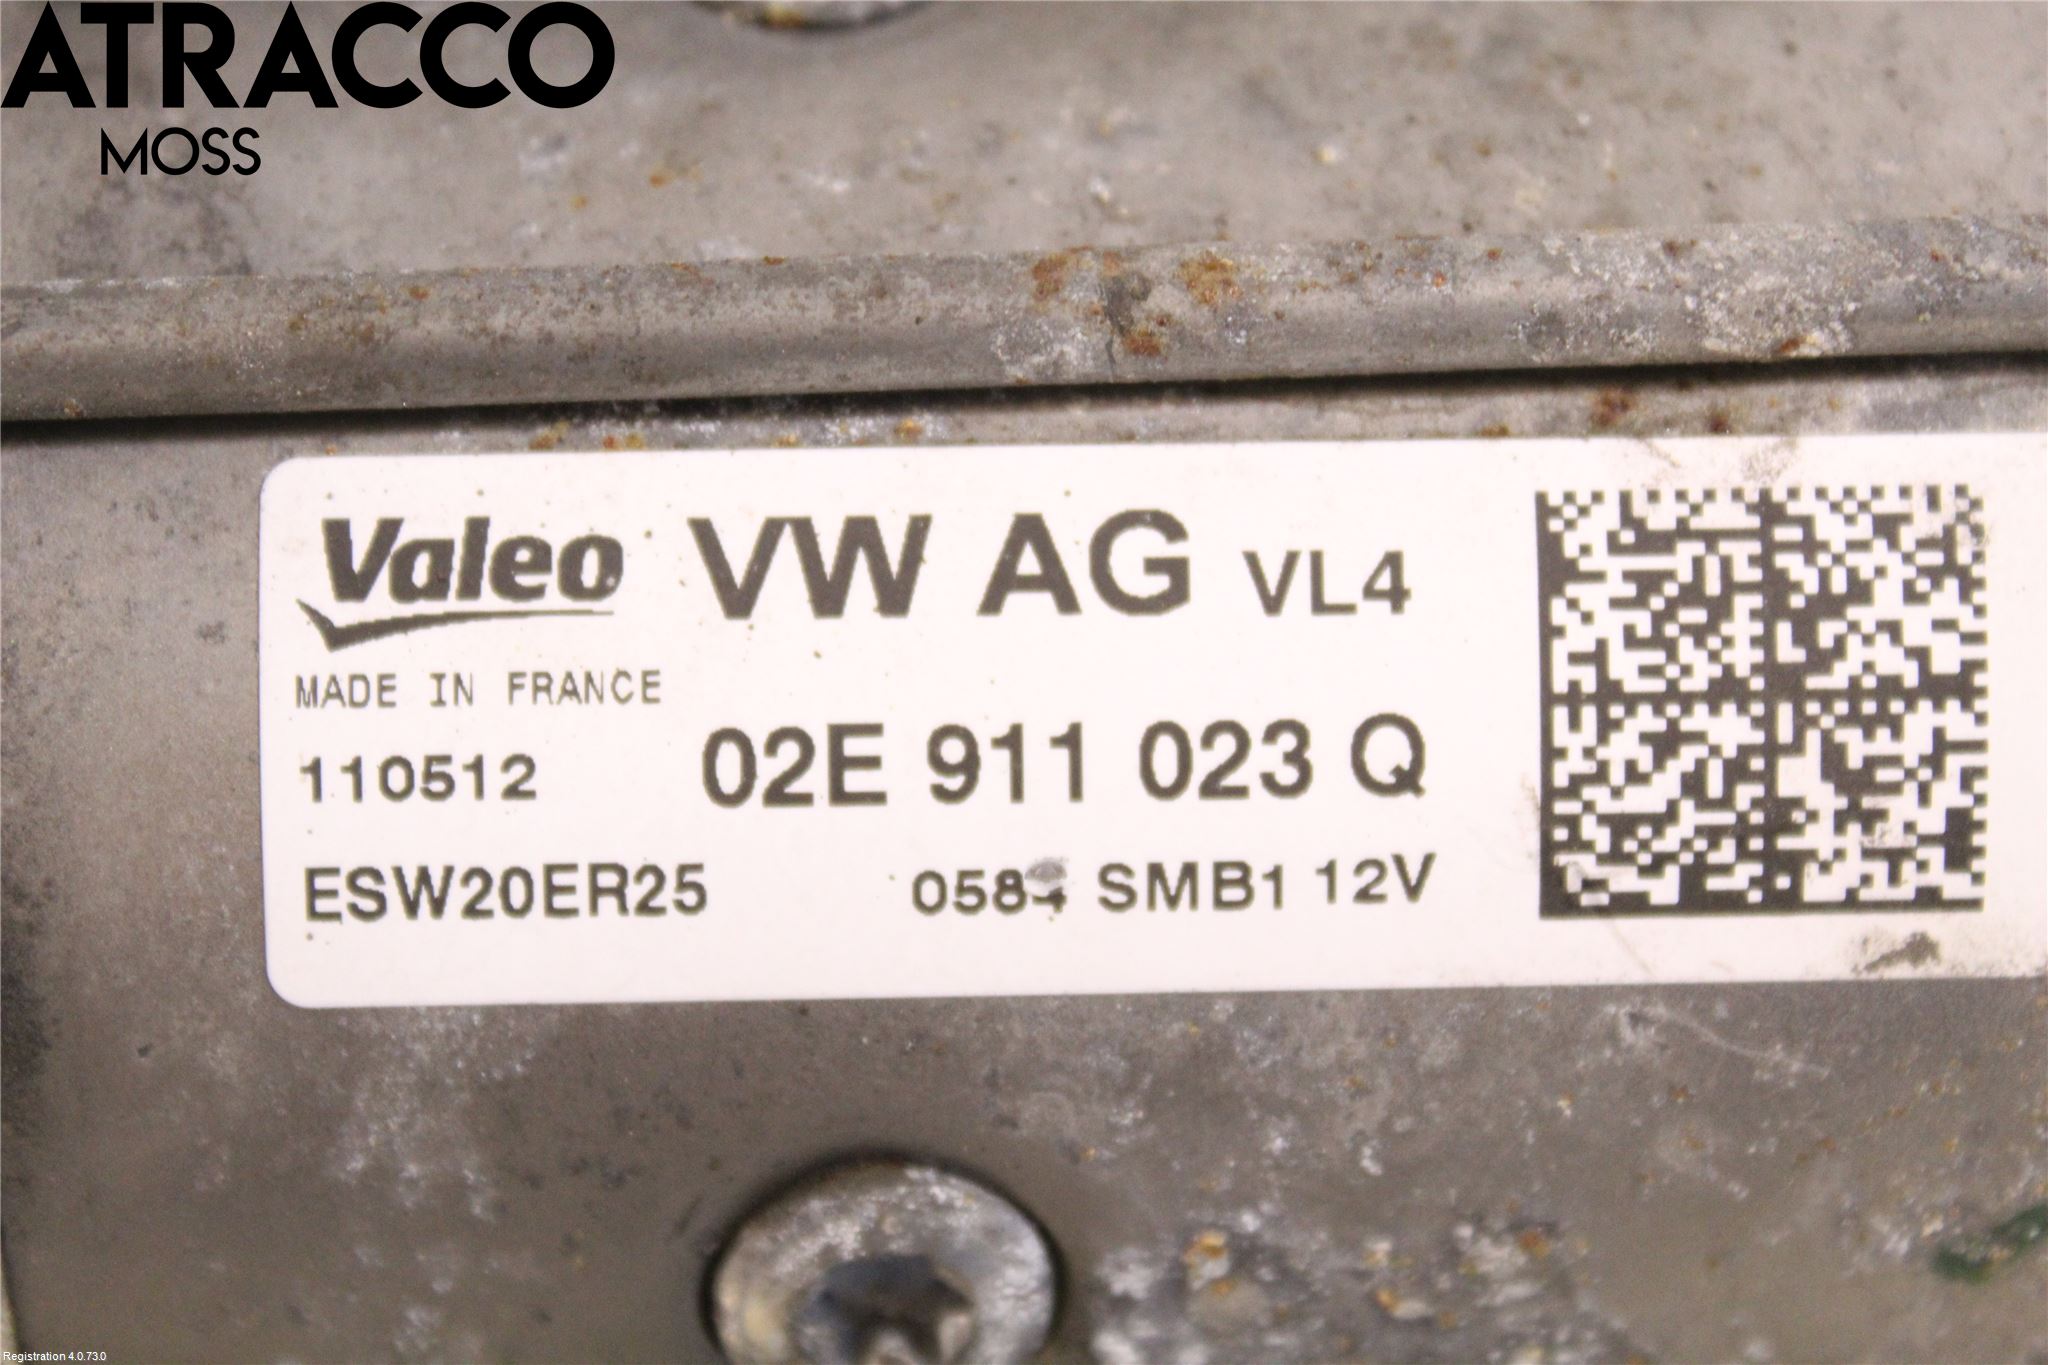 ATRACCO
MOSS
Valeo VW AG VL4
MADE IN FRANCE
110512 02E 911 023 Q
ESW20ER25 SMB1 12V
Registration 4.0.73.0